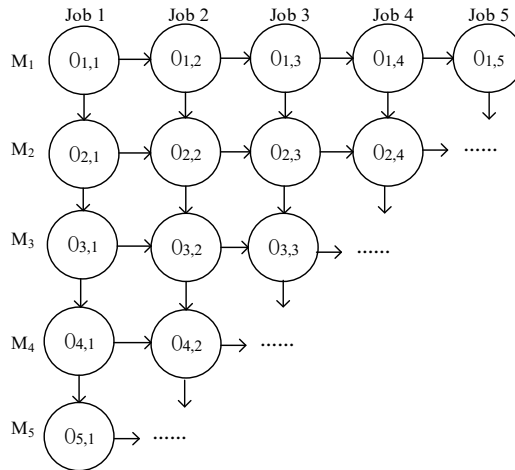 Job 1 Job 2 Job 3 Job 4 Job 5
M₁ O₁,₁ O₁,₂ O₁,₃ O₁,₄ O₁,₅
M₂ O₂,₁ O₂,₂ O₂,₃ O₂,₄ ······
M₃ O₃,₁ O₃,₂ O₃,₃ ······
M₄ O₄,₁ O₄,₂ ······
M₅ O₅,₁ ······